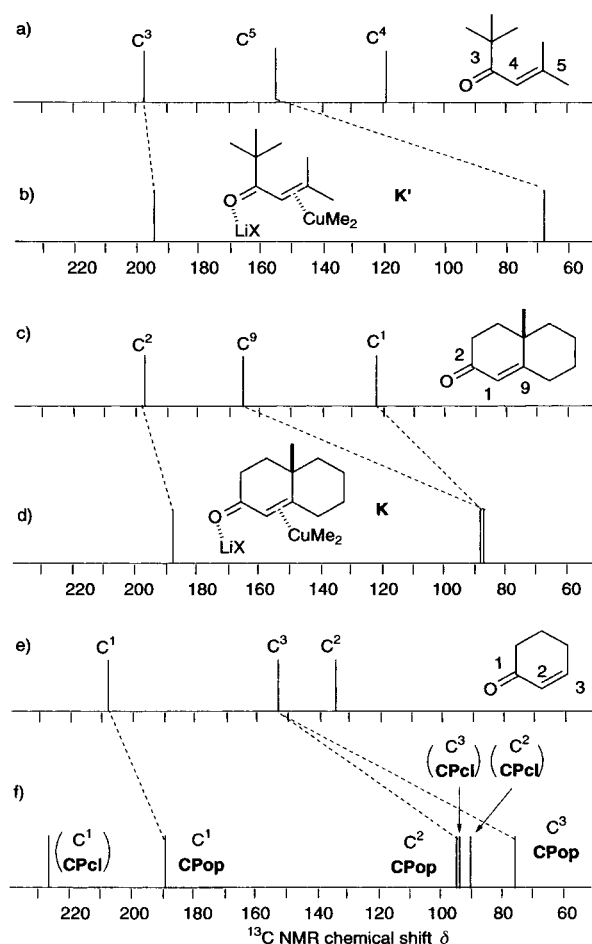 a)
C³ C⁵ C⁴
3 4 5
O
b)
K'
O
LiX
CuMe₂
220 200 180 160 140 120 100 80 60
c)
C² C⁹ C¹
2
O
1 9
d)
K
O
LiX
CuMe₂
220 200 180 160 140 120 100 80 60
e)
C¹ C³ C²
1 2
O
3
f)
(C³ CPcl) (C² CPcl)
(C¹ CPcl)
C¹ CPop
C² CPop
C³ CPop
220 200 180 160 140 120 100 80 60
¹³C NMR chemical shift δ